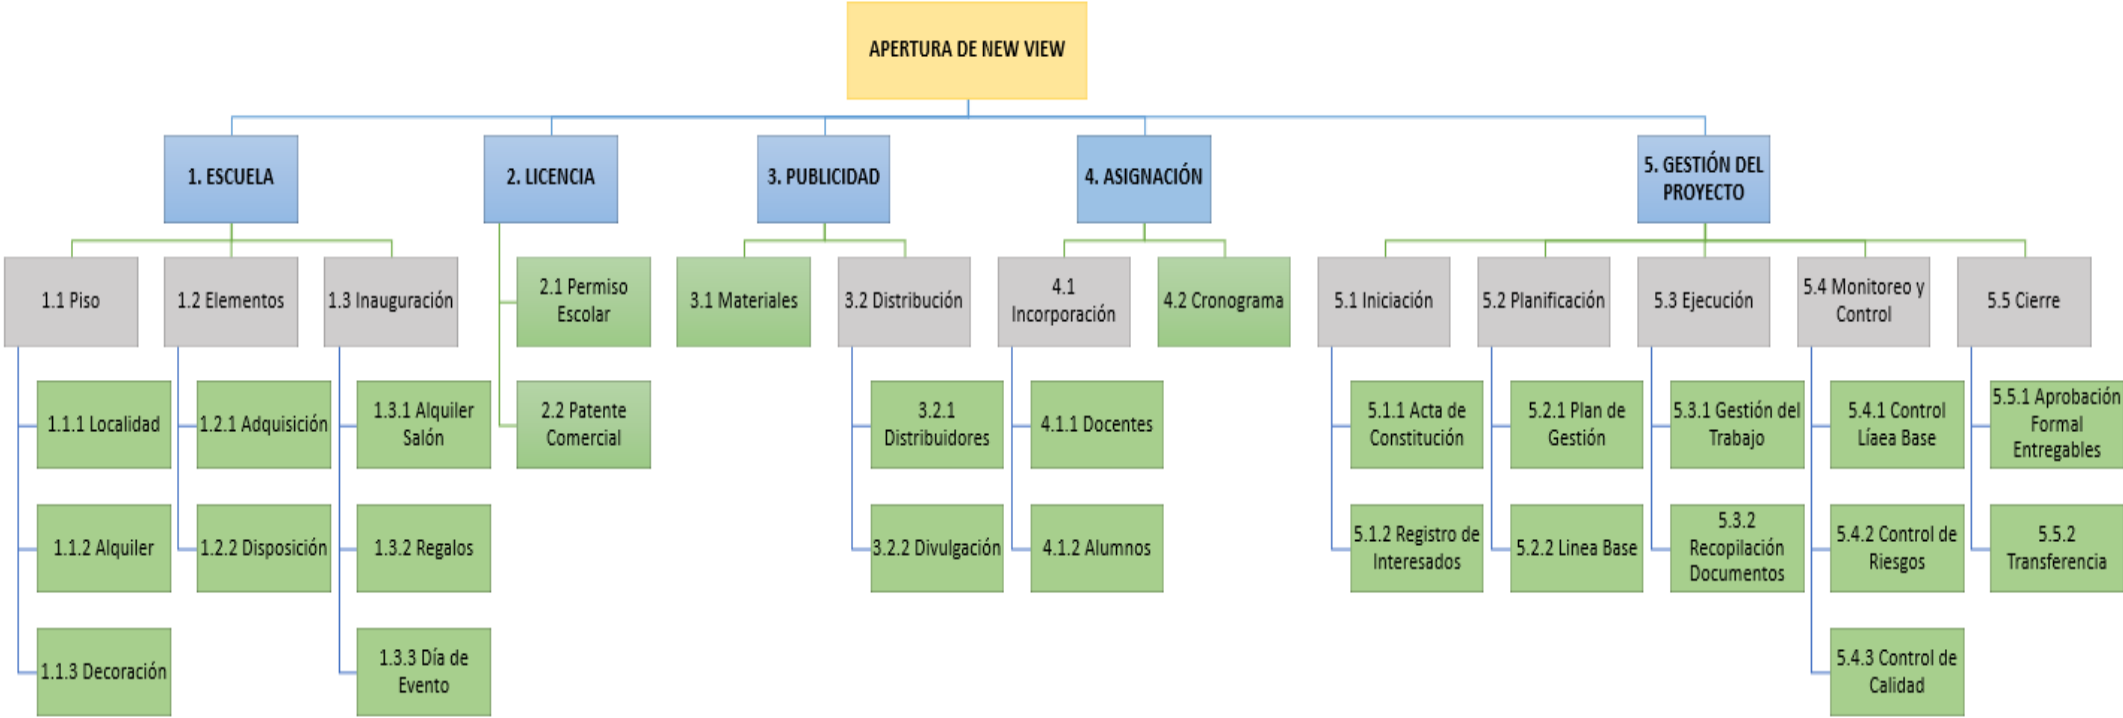 APERTURA DE NEW VIEW
1. ESCUELA
2. LICENCIA
3. PUBLICIDAD
4. ASIGNACIÓN
5. GESTIÓN DEL
PROYECTO
1.1 Piso
1.2 Elementos
1.3 Inauguración
2.1 Permiso
Escolar
3.1 Materiales
3.2 Distribución
4.1
Incorporación
4.2 Cronograma
5.1 Iniciación
5.2 Planificación
5.3 Ejecución
5.4 Monitoreo y
Control
5.5 Cierre
1.1.1 Localidad
1.2.1 Adquisición
1.3.1 Alquiler
Salón
2.2 Patente
Comercial
3.2.1
Distribuidores
4.1.1 Docentes
5.1.1 Acta de
Constitución
5.2.1 Plan de
Gestión
5.3.1 Gestión del
Trabajo
5.4.1 Control
Líaea Base
5.5.1 Aprobación
Formal
Entregables
1.1.2 Alquiler
1.2.2 Disposición
1.3.2 Regalos
3.2.2 Divulgación
4.1.2 Alumnos
5.1.2 Registro de
Interesados
5.2.2 Linea Base
5.3.2
Recopilación
Documentos
5.4.2 Control de
Riesgos
5.5.2
Transferencia
1.1.3 Decoración
1.3.3 Día de
Evento
5.4.3 Control de
Calidad